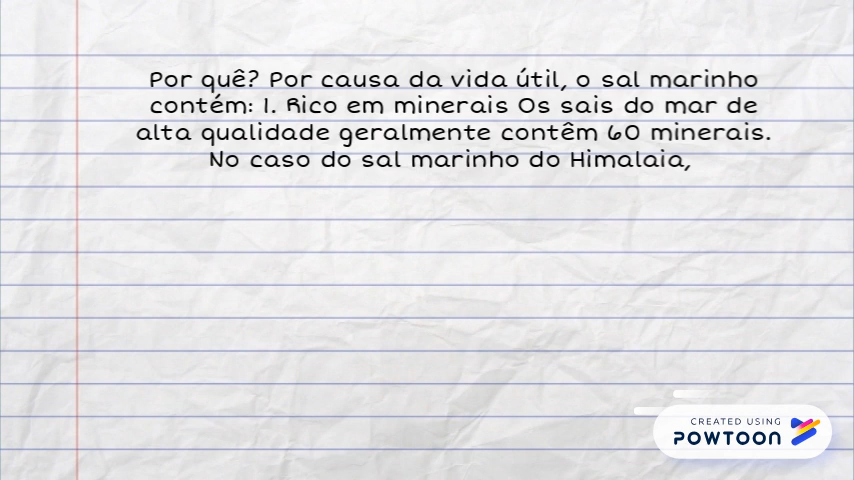 Por quê? Por causa da vida útil, o sal marinho
contém: 1. Rico em minerais Os sais do mar de
alta qualidade geralmente contêm 60 minerais.
No caso do sal marinho do Himalaia,
CREATED USING
POWTOON